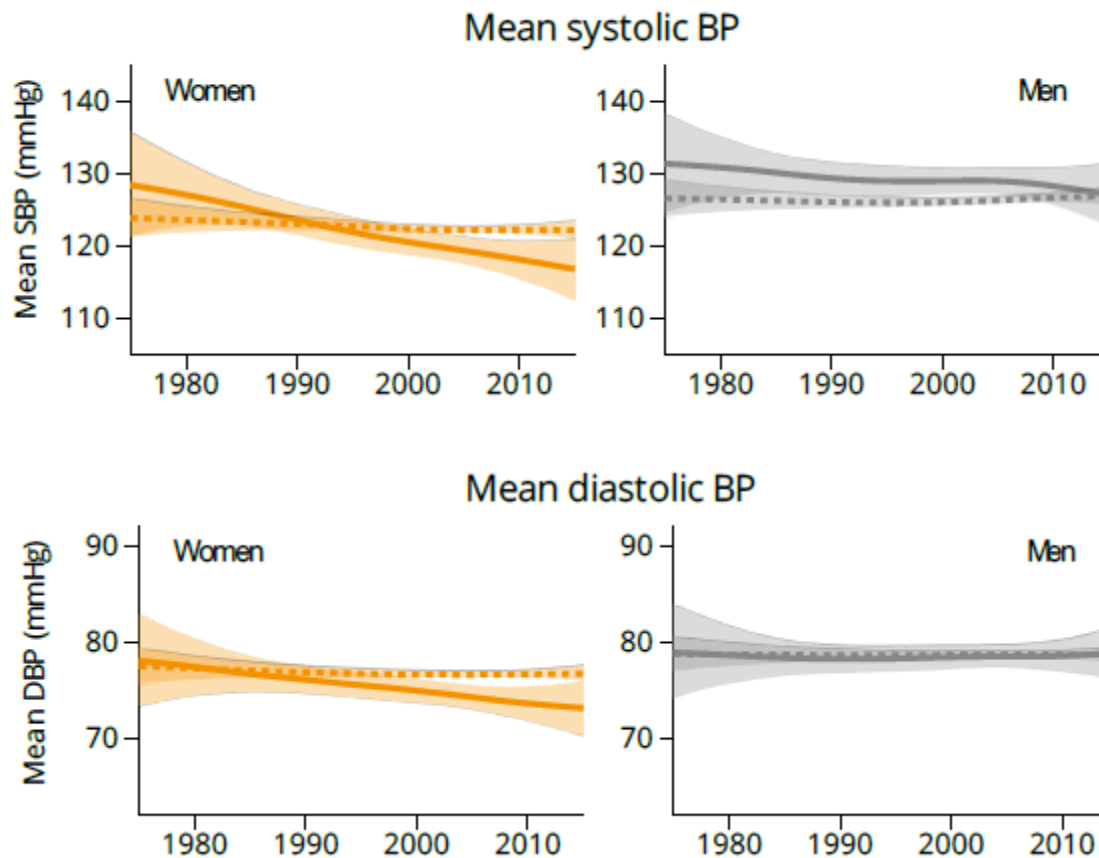 Mean systolic BP
Women
Men
Mean SBP (mmHg)
140
130
120
110
140
130
120
110
1980 1990 2000 2010
1980 1990 2000 2010
Mean diastolic BP
Women
Men
Mean DBP (mmHg)
90
80
70
90
80
70
1980 1990 2000 2010
1980 1990 2000 2010